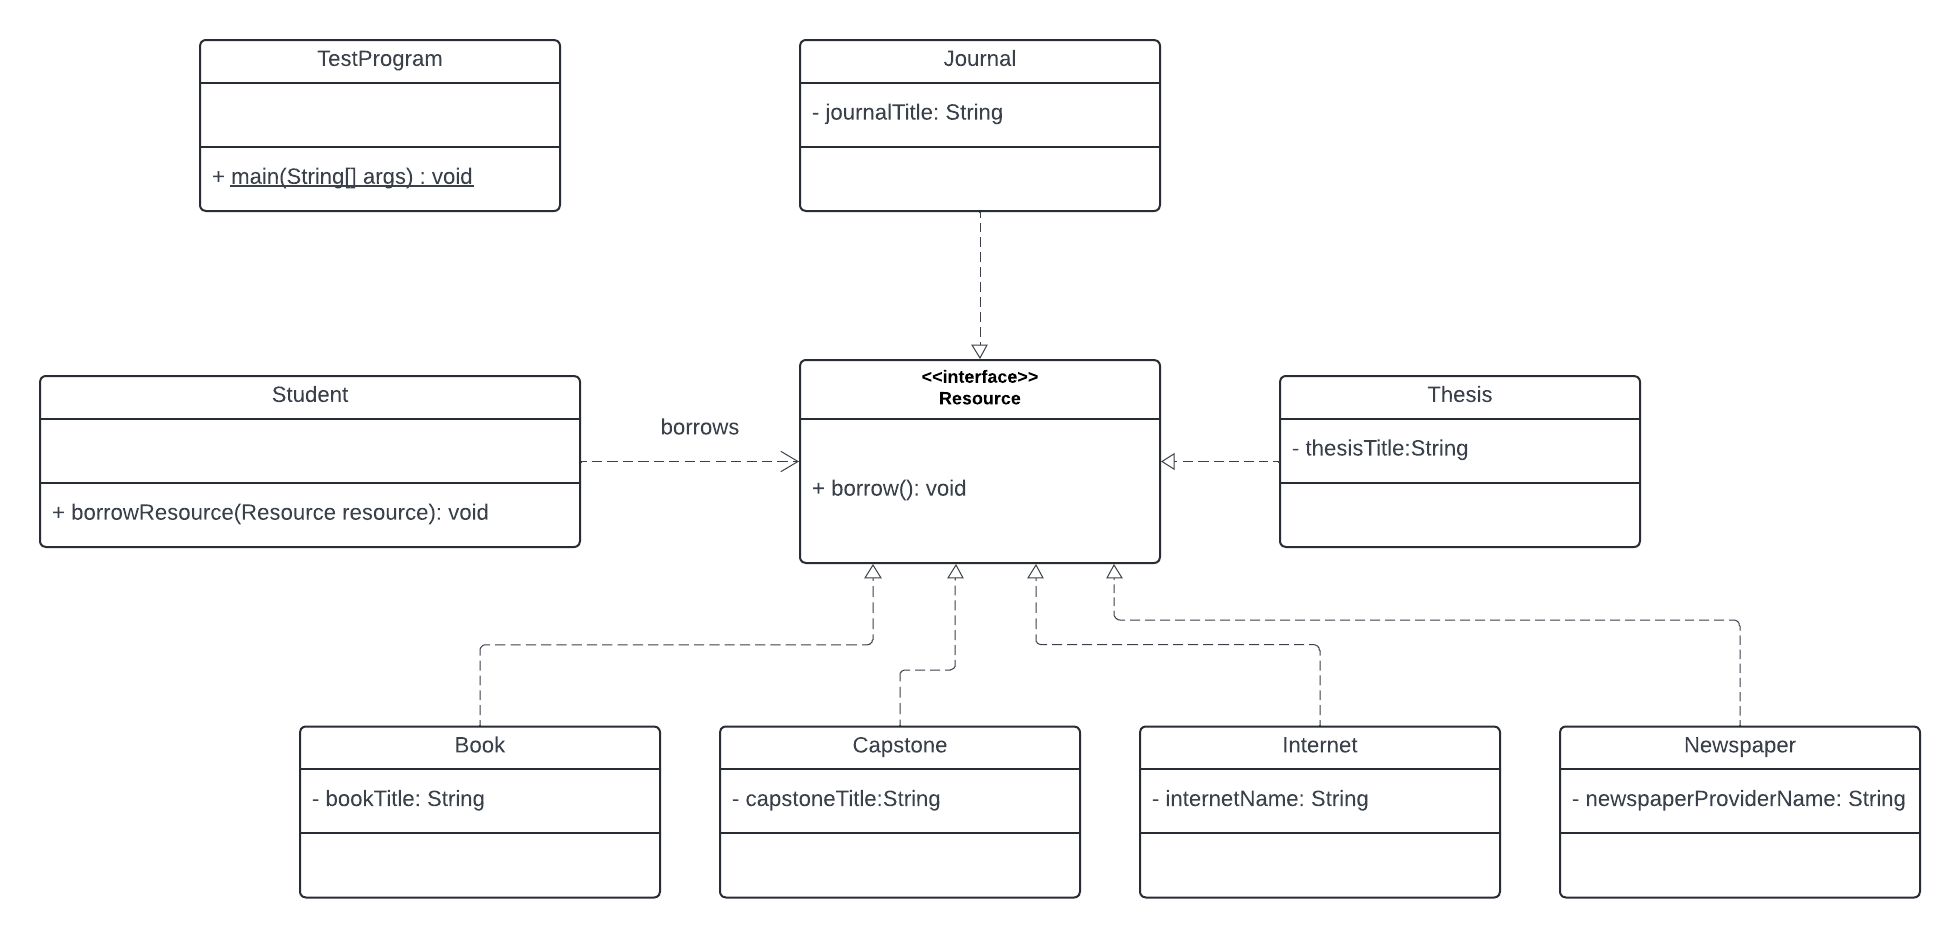 TestProgram
+ main(String[] args) : void
Journal
- journalTitle: String
Student
+ borrowResource(Resource resource): void
borrows
<<interface>>
Resource
+ borrow(): void
Thesis
- thesisTitle:String
Book
- bookTitle: String
Capstone
- capstoneTitle:String
Internet
- internetName: String
Newspaper
- newspaperProviderName: String